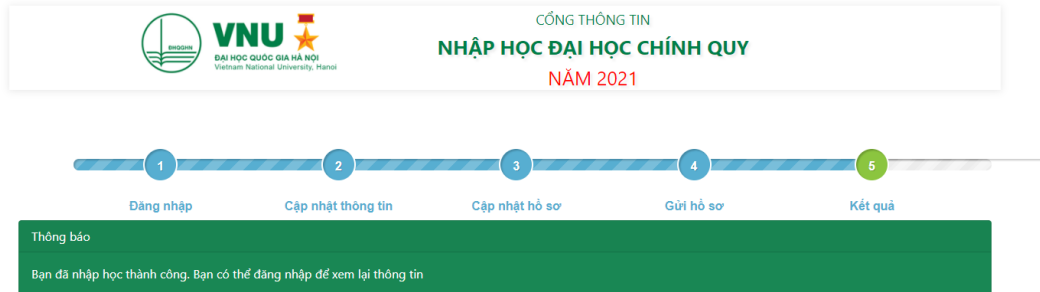 ĐHQGHN
VNU
ĐẠI HỌC QUỐC GIA HÀ NỘI
Vietnam National University, Hanoi
CỔNG THÔNG TIN
NHẬP HỌC ĐẠI HỌC CHÍNH QUY
NĂM 2021
1 2 3 4 5
Đăng nhập Cập nhật thông tin Cập nhật hồ sơ Gửi hồ sơ Kết quả
Thông báo
Bạn đã nhập học thành công. Bạn có thể đăng nhập để xem lại thông tin